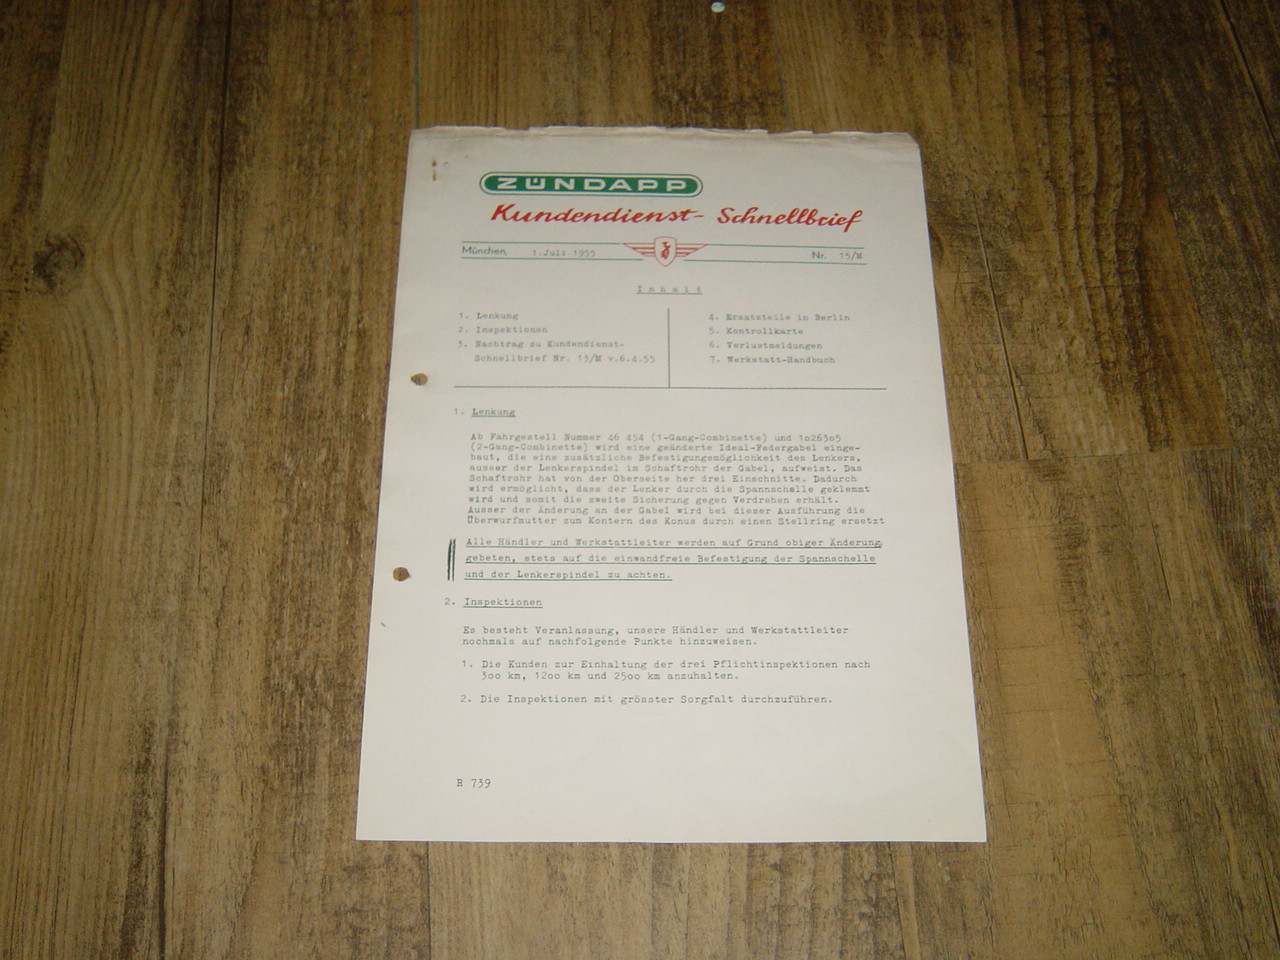 ZÜNDAPP
Kundendienst-Schnellbrief
München, 1.Juli 1955 Nr. 15/M
Inhalt
1. Lenkung
2. Inspektionen
3. Nachtrag zu Kundendienst-
Schnellbrief Nr. 13/M v.6.4.55
4. Ersatzteile in Berlin
5. Kontrollkarte
6. Verlustmeldungen
7. Werkstatt-Handbuch
1. Lenkung
Ab Fahrgestell Nummer 46 454 (1-Gang-Combinette) und 1026305
(2-Gang-Combinette) wird eine geänderte Ideal-Federgabel einge-
baut, die eine zusätzliche Befestigungsmöglichkeit des Lenkers,
ausser der Lenkerspindel im Schaftrohr der Gabel, aufweist. Das
Schaftrohr hat von der Oberseite her drei Einschnitte. Dadurch
wird ermöglicht, dass der Lenker durch die Spannschelle geklemmt
wird und somit die zweite Sicherung gegen Verdrehen erhält.
Ausser der Änderung an der Gabel wird bei dieser Ausführung die
Überwurfmutter zum Kontern des Konus durch einen Stellring ersetzt
Alle Händler und Werkstattleiter werden auf Grund obiger Änderung
gebeten, stets auf die einwandfreie Befestigung der Spannschelle
und der Lenkerspindel zu achten.
2. Inspektionen
Es besteht Veranlassung, unsere Händler und Werkstattleiter
nochmals auf nachfolgende Punkte hinzuweisen.
1. Die Kunden zur Einhaltung der drei Pflichtinspektionen nach
300 km, 1200 km und 2500 km anzuhalten.
2. Die Inspektionen mit grösster Sorgfalt durchzuführen.
R 739